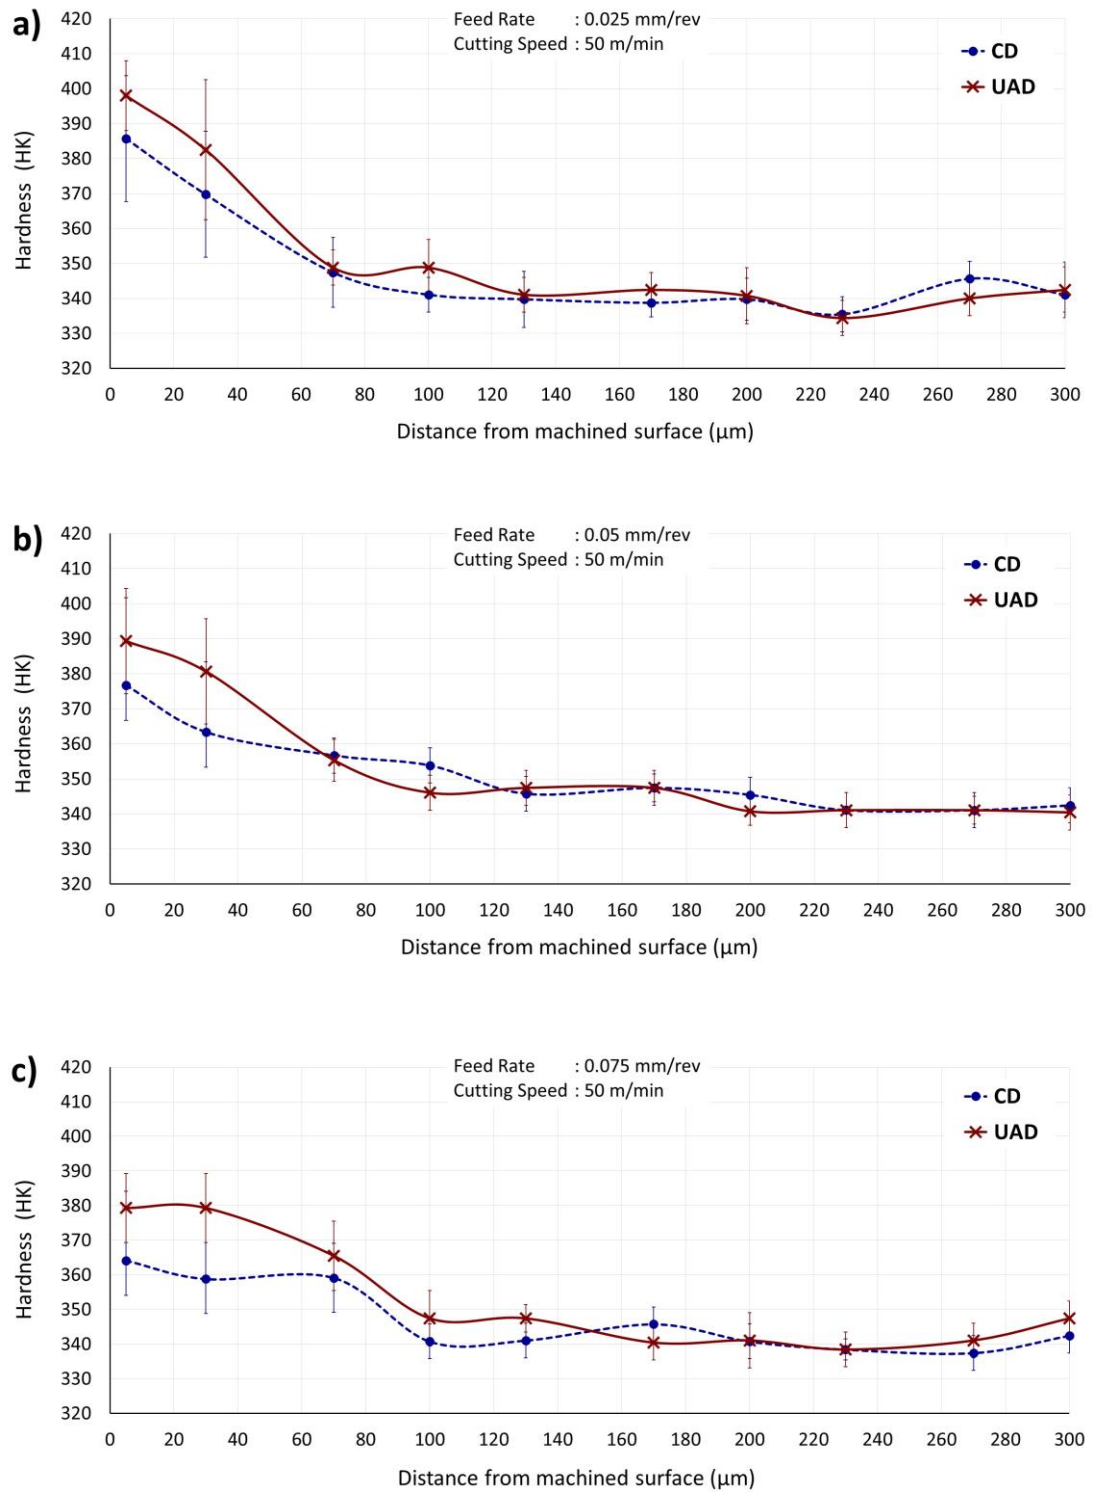 a)
Feed Rate : 0.025 mm/rev
Cutting Speed : 50 m/min
CD
UAD
420
410
400
390
380
370
360
350
340
330
320
Hardness (HK)
0 20 40 60 80 100 120 140 160 180 200 220 240 260 280 300
Distance from machined surface (µm)
b)
Feed Rate : 0.05 mm/rev
Cutting Speed : 50 m/min
CD
UAD
420
410
400
390
380
370
360
350
340
330
320
Hardness (HK)
0 20 40 60 80 100 120 140 160 180 200 220 240 260 280 300
Distance from machined surface (µm)
c)
Feed Rate : 0.075 mm/rev
Cutting Speed : 50 m/min
CD
UAD
420
410
400
390
380
370
360
350
340
330
320
Hardness (HK)
0 20 40 60 80 100 120 140 160 180 200 220 240 260 280 300
Distance from machined surface (µm)